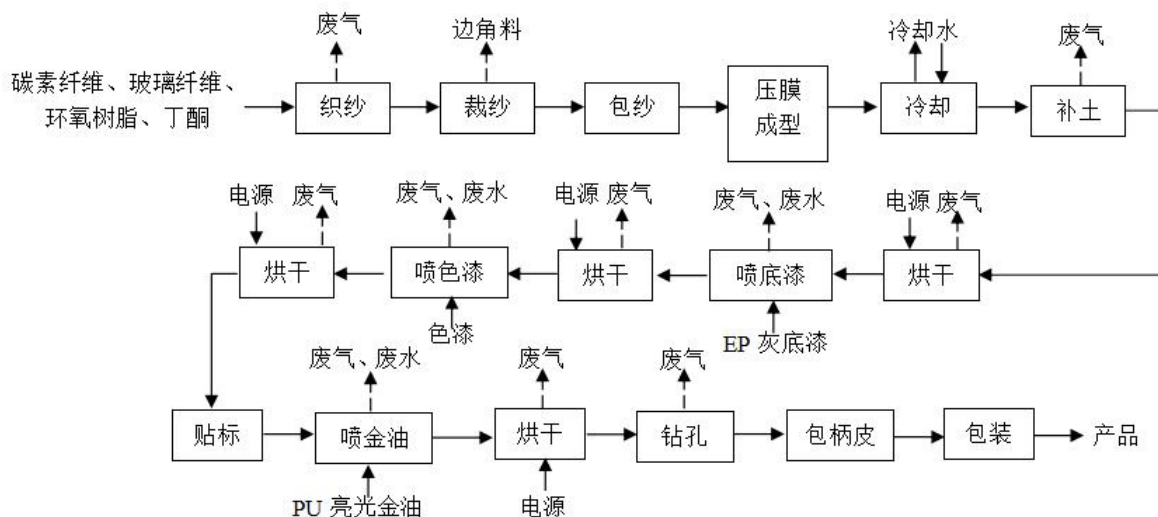 废气
边角料
冷却水
废气
碳素纤维、玻璃纤维、
环氧树脂、丁酮
织纱
裁纱
包纱
压膜
成型
冷却
补土
电源
废气
废气、废水
电源
废气
废气、废水
电源
废气
烘干
喷色漆
烘干
喷底漆
烘干
色漆
EP 灰底漆
废气、废水
废气
废气
贴标
喷金油
烘干
钻孔
包柄皮
包装
产品
PU 亮光金油
电源